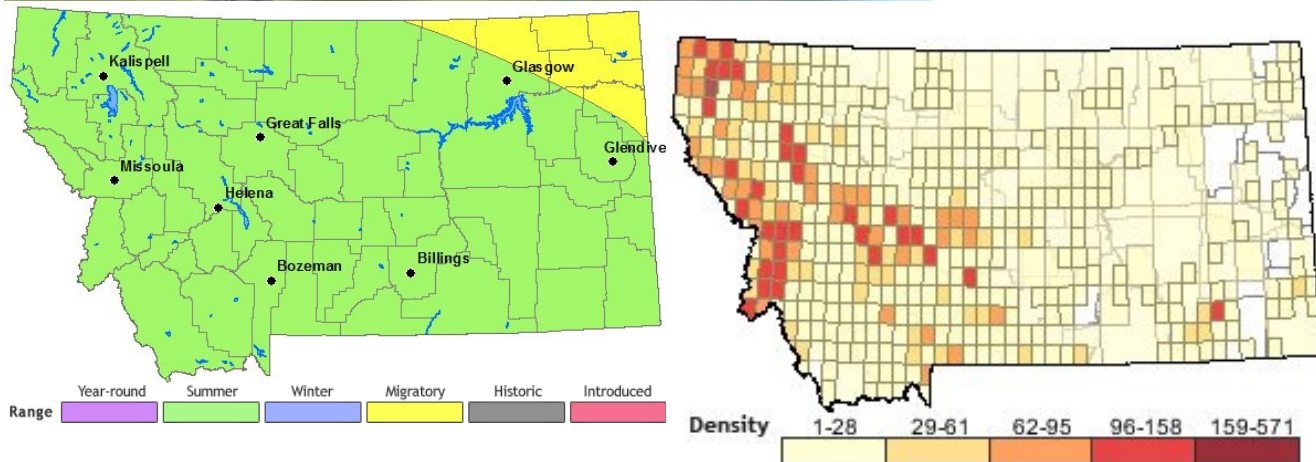 Kalispell
Glasgow
Great Falls
Glendive
Missoula
Helena
Bozeman
Billings
Year-round Summer Winter Migratory Historic Introduced
Range
Density 1-28 29-61 62-95 96-158 159-571